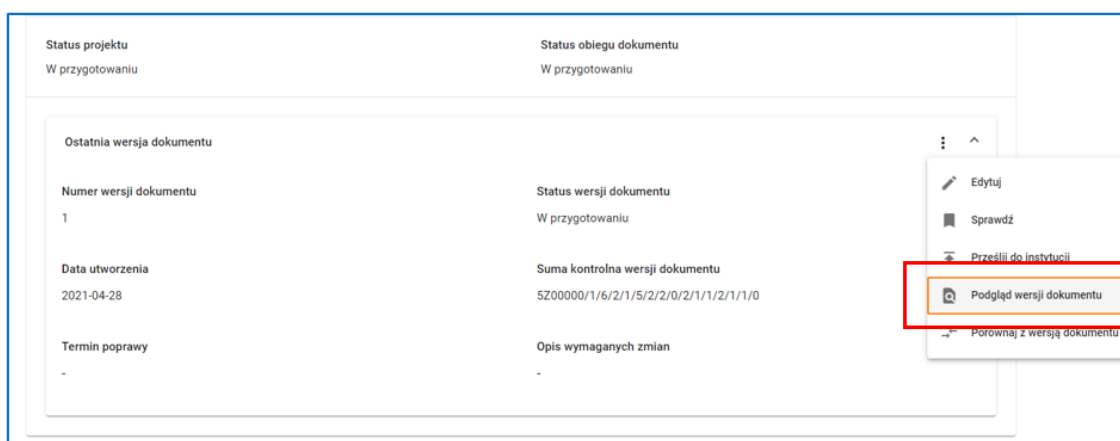 Status projektu
Status obiegu dokumentu
W przygotowaniu
W przygotowaniu
Ostatnia wersja dokumentu
Numer wersji dokumentu
Status wersji dokumentu
1
W przygotowaniu
Data utworzenia
Suma kontrolna wersji dokumentu
2021-04-28
5Z00000/1/6/2/1/5/2/2/0/2/1/1/2/1/1/0
Termin poprawy
Opis wymaganych zmian
-
-
Edytuj
Sprawdź
Prześlij do instytucji
Podgląd wersji dokumentu
Porównaj z wersją dokumentu